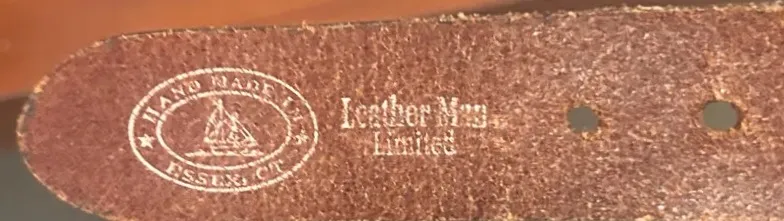 HAND MADE IN
ESSEX, CT
Leather Man
Limited